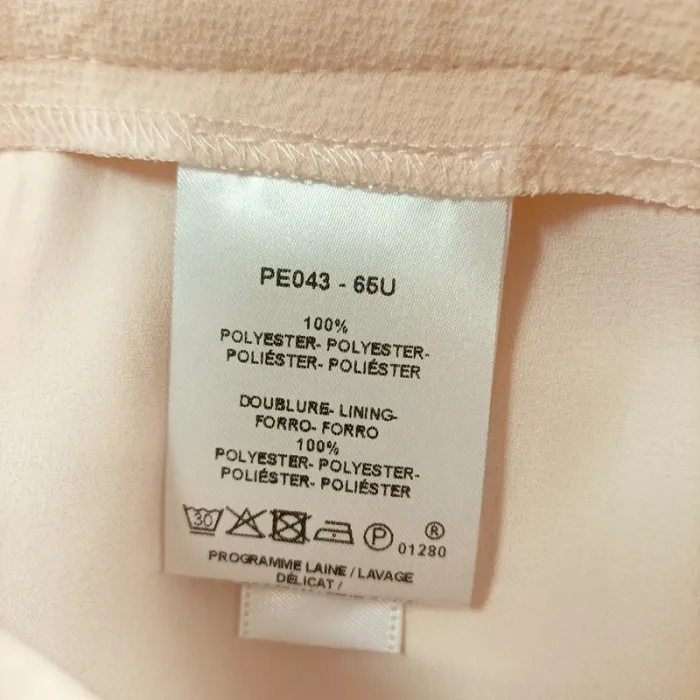 PE043 - 65U
100%
POLYESTER- POLYESTER-
POLIÉSTER- POLIÉSTER
DOUBLURE- LINING-
FORRO- FORRO
100%
POLYESTER- POLYESTER-
POLIÉSTER- POLIÉSTER
30 P ® 01280
PROGRAMME LAINE / LAVAGE
DÉLICAT /